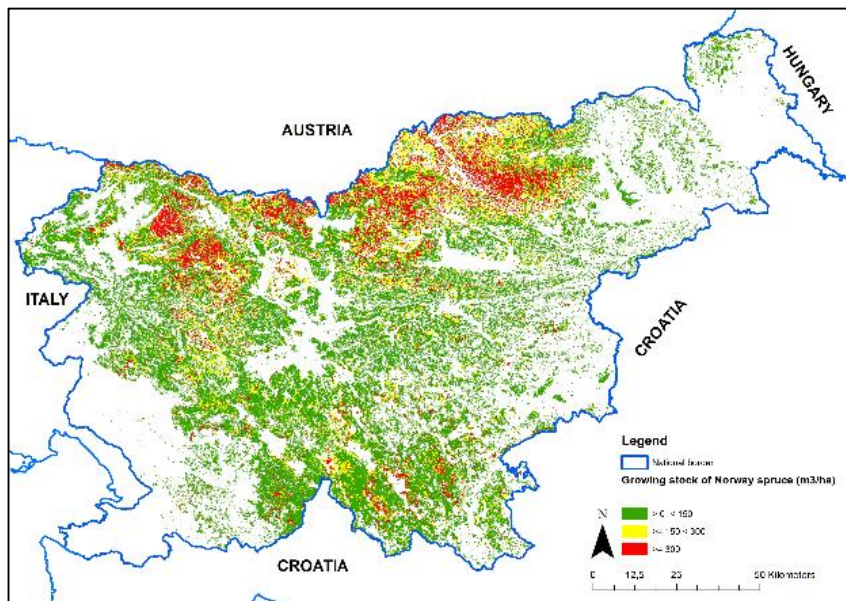 HUNGARY
AUSTRIA
ITALY
CROATIA
CROATIA
Legend
National border
Growing stock of Norway spruce (m3/ha)
N
> 0 < 150
>= 150 < 300
>= 300
0 12,5 25 50 Kilometers